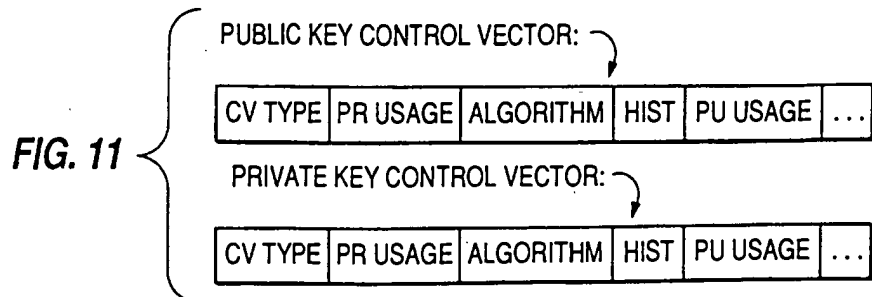 PUBLIC KEY CONTROL VECTOR:
CV TYPE PR USAGE ALGORITHM HIST PU USAGE ...
FIG. 11
PRIVATE KEY CONTROL VECTOR:
CV TYPE PR USAGE ALGORITHM HIST PU USAGE ...